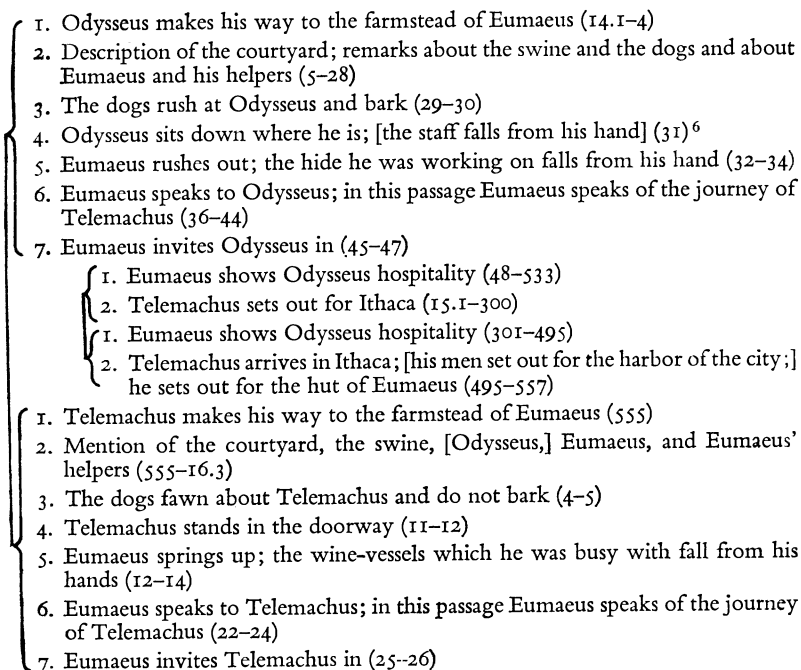 1. Odysseus makes his way to the farmstead of Eumaeus (14.1–4)
2. Description of the courtyard; remarks about the swine and the dogs and about
Eumaeus and his helpers (5–28)
3. The dogs rush at Odysseus and bark (29–30)
4. Odysseus sits down where he is; [the staff falls from his hand] (31)⁶
5. Eumaeus rushes out; the hide he was working on falls from his hand (32–34)
6. Eumaeus speaks to Odysseus; in this passage Eumaeus speaks of the journey of
Telemachus (36–44)
7. Eumaeus invites Odysseus in (45–47)
1. Eumaeus shows Odysseus hospitality (48–533)
2. Telemachus sets out for Ithaca (15.1–300)
1. Eumaeus shows Odysseus hospitality (301–495)
2. Telemachus arrives in Ithaca; [his men set out for the harbor of the city;]
he sets out for the hut of Eumaeus (495–557)
1. Telemachus makes his way to the farmstead of Eumaeus (555)
2. Mention of the courtyard, the swine, [Odysseus,] Eumaeus, and Eumaeus'
helpers (555–16.3)
3. The dogs fawn about Telemachus and do not bark (4–5)
4. Telemachus stands in the doorway (11–12)
5. Eumaeus springs up; the wine-vessels which he was busy with fall from his
hands (12–14)
6. Eumaeus speaks to Telemachus; in this passage Eumaeus speaks of the journey
of Telemachus (22–24)
7. Eumaeus invites Telemachus in (25--26)